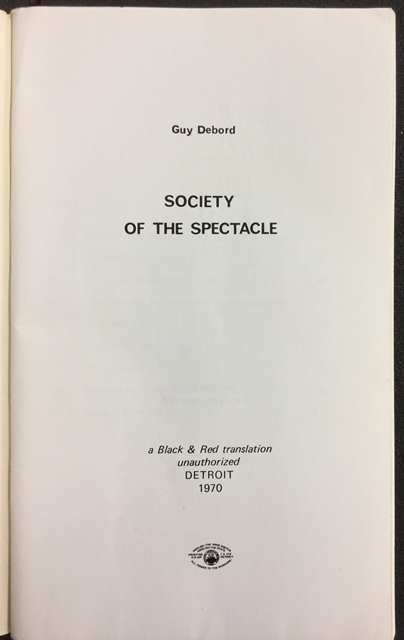 Guy Debord
SOCIETY
OF THE SPECTACLE
a Black & Red translation
unauthorized
DETROIT
1970